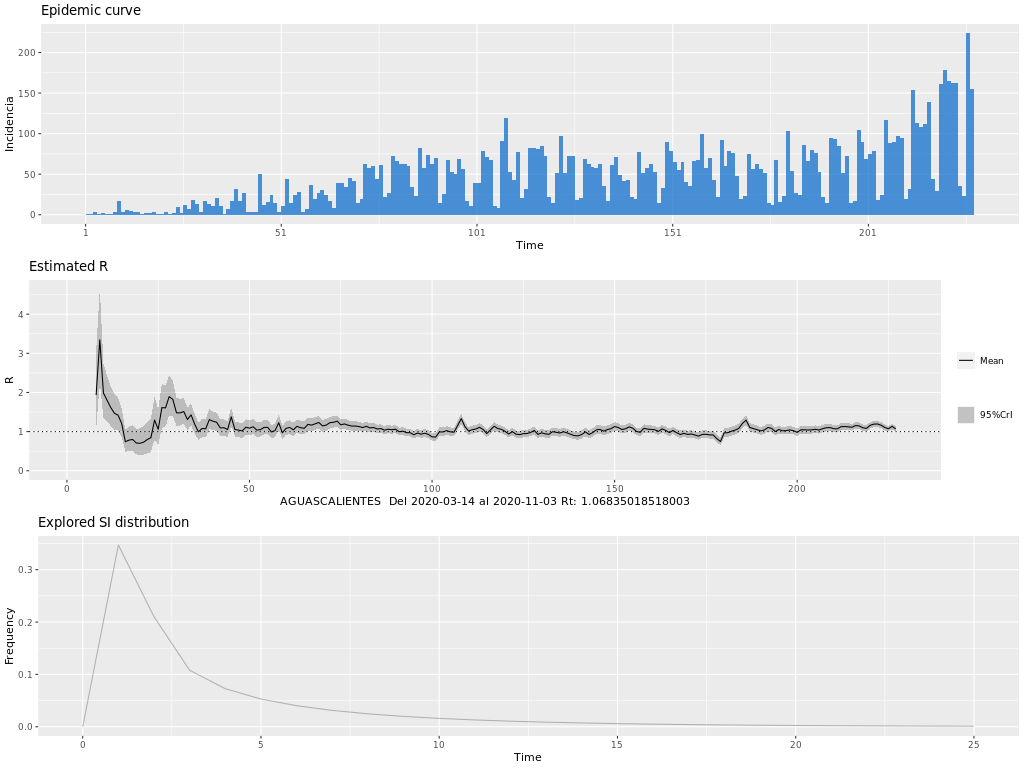 Epidemic curve
200
150
100
50
0
Incidencia
1 51 101 151 201
Time
Estimated R
4
3
2
1
0
R
Mean
95%CrI
0 50 100 150 200
AGUASCALIENTES Del 2020-03-14 al 2020-11-03 Rt: 1.06835018518003
Explored SI distribution
0.3
0.2
0.1
0.0
Frequency
0 5 10 15 20 25
Time